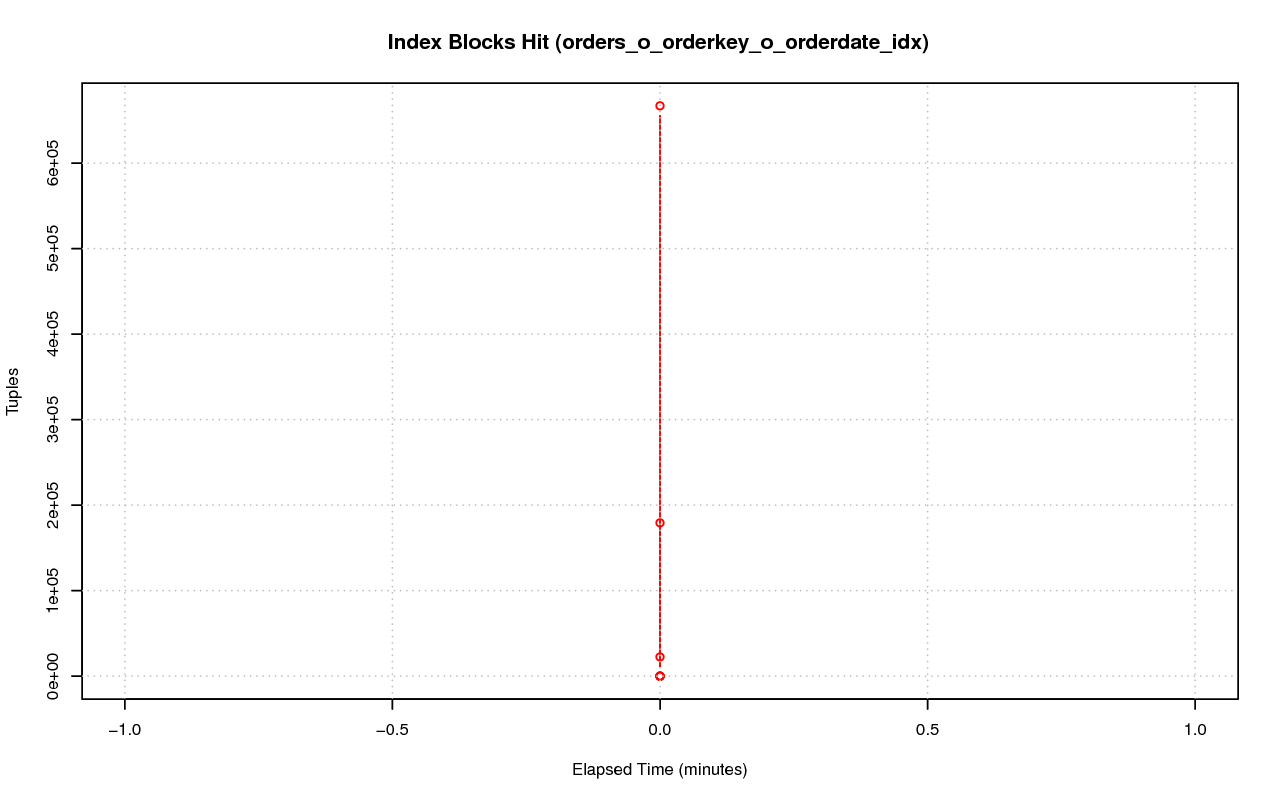 Index Blocks Hit (orders_o_orderkey_o_orderdate_idx)
Tuples
6e+05
5e+05
4e+05
3e+05
2e+05
1e+05
0e+00
−1.0 −0.5 0.0 0.5 1.0
Elapsed Time (minutes)